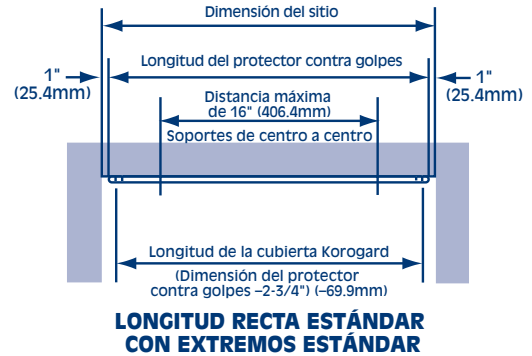 Dimensión del sitio
Longitud del protector contra golpes
1"
(25.4mm)
1"
(25.4mm)
Distancia máxima
de 16" (406.4mm)
Soportes de centro a centro
Longitud de la cubierta Korogard
(Dimensión del protector
contra golpes –2-3/4") (–69.9mm)
LONGITUD RECTA ESTÁNDAR
CON EXTREMOS ESTÁNDAR